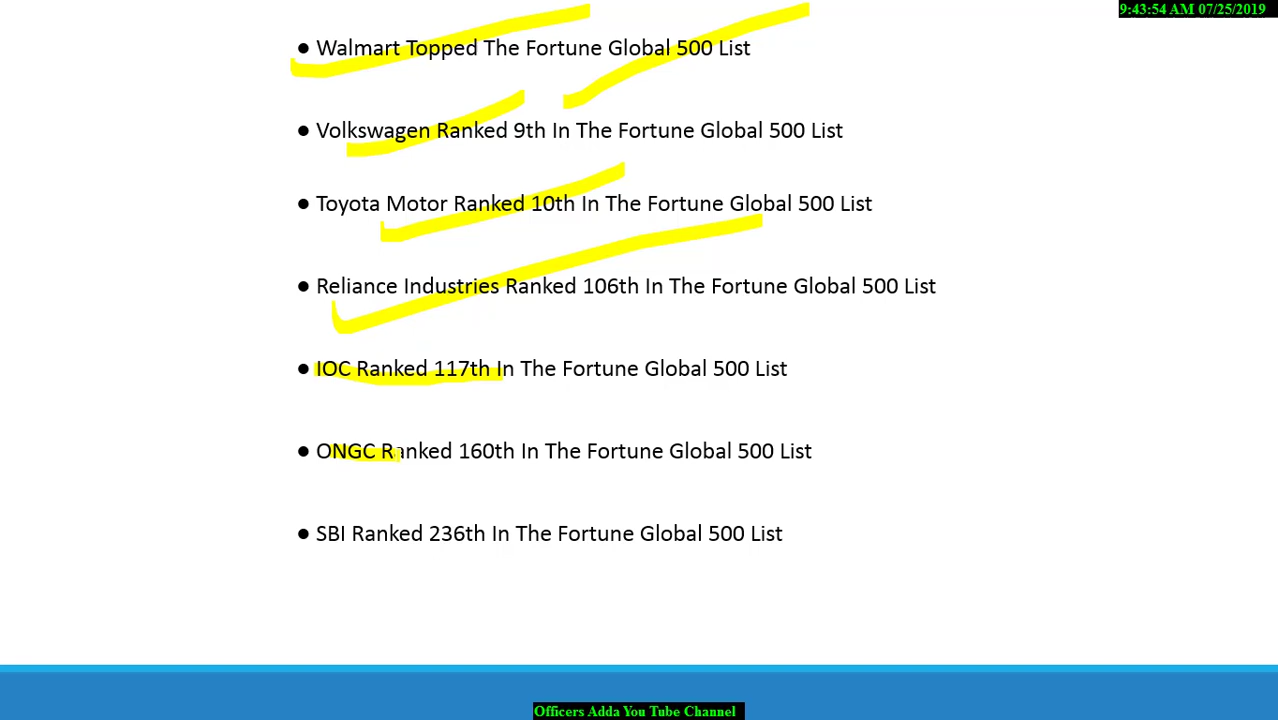 9:43:54 AM 07/25/2019
● Walmart Topped The Fortune Global 500 List
● Volkswagen Ranked 9th In The Fortune Global 500 List
● Toyota Motor Ranked 10th In The Fortune Global 500 List
● Reliance Industries Ranked 106th In The Fortune Global 500 List
● IOC Ranked 117th In The Fortune Global 500 List
● ONGC Ranked 160th In The Fortune Global 500 List
● SBI Ranked 236th In The Fortune Global 500 List
Officers Adda You Tube Channel